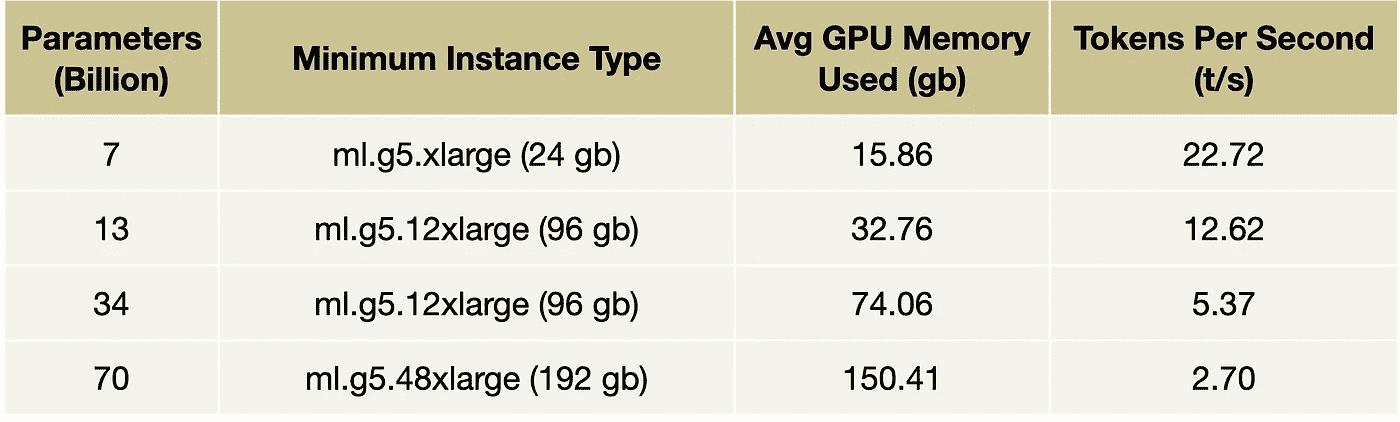 Parameters (Billion) Minimum Instance Type Avg GPU Memory Used (gb) Tokens Per Second (t/s)
7 ml.g5.xlarge (24 gb) 15.86 22.72
13 ml.g5.12xlarge (96 gb) 32.76 12.62
34 ml.g5.12xlarge (96 gb) 74.06 5.37
70 ml.g5.48xlarge (192 gb) 150.41 2.70